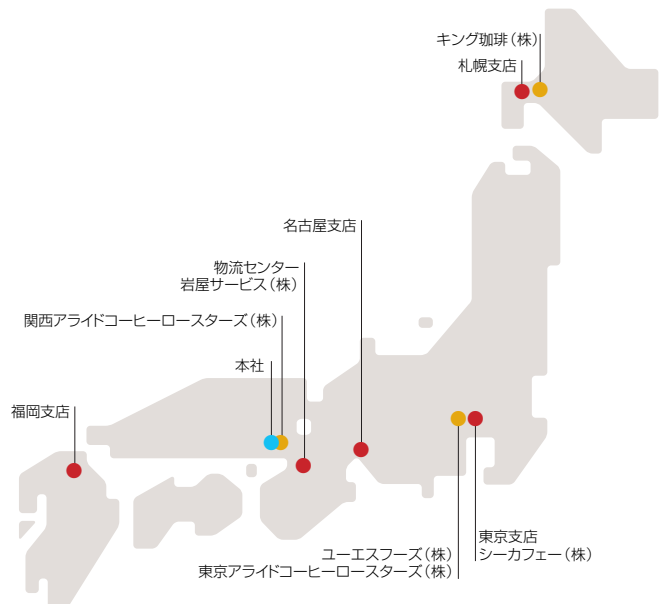 キング珈琲（株）
札幌支店
名古屋支店
物流センター
岩屋サービス（株）
関西アライドコーヒーロースターズ（株）
本社
福岡支店
東京支店
シーカフェー（株）
ユーエスフーズ（株）
東京アライドコーヒーロースターズ（株）